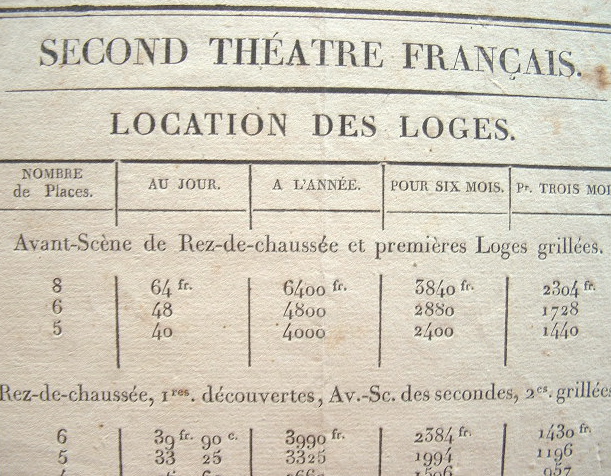 SECOND THÉATRE FRANÇAIS.
LOCATION DES LOGES.
NOMBRE de Places. AU JOUR. A L'ANNÉE. POUR SIX MOIS. Pr. TROIS MOI
Avant-Scène de Rez-de-chaussée et premières Loges grillées.
8 64 fr. 6400 fr. 3840 fr. 2304 fr.
6 48 4800 2880 1728
5 40 4000 2400 1440
Rez-de-chaussée, 1res. découvertes, Av.-Sc. des secondes, 2es. grillées
6 39 fr. 90 c. 3990 fr. 2384 fr. 1430 fr.
5 33 25 3325 1994 1196